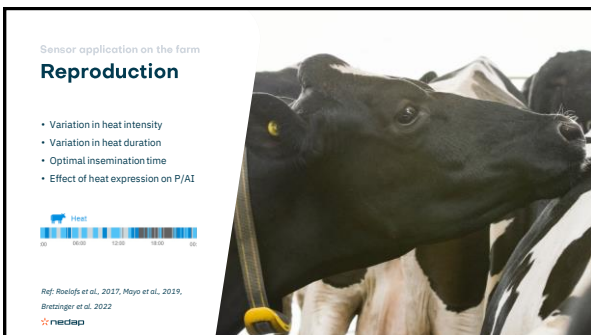 Sensor application on the farm
Reproduction
• Variation in heat intensity
• Variation in heat duration
• Optimal insemination time
• Effect of heat expression on P/AI
Heat
:00 06:00 12:00 18:00 00:
Ref: Roelofs et al., 2017, Mayo et al., 2019,
Bretzinger et al. 2022
nedap